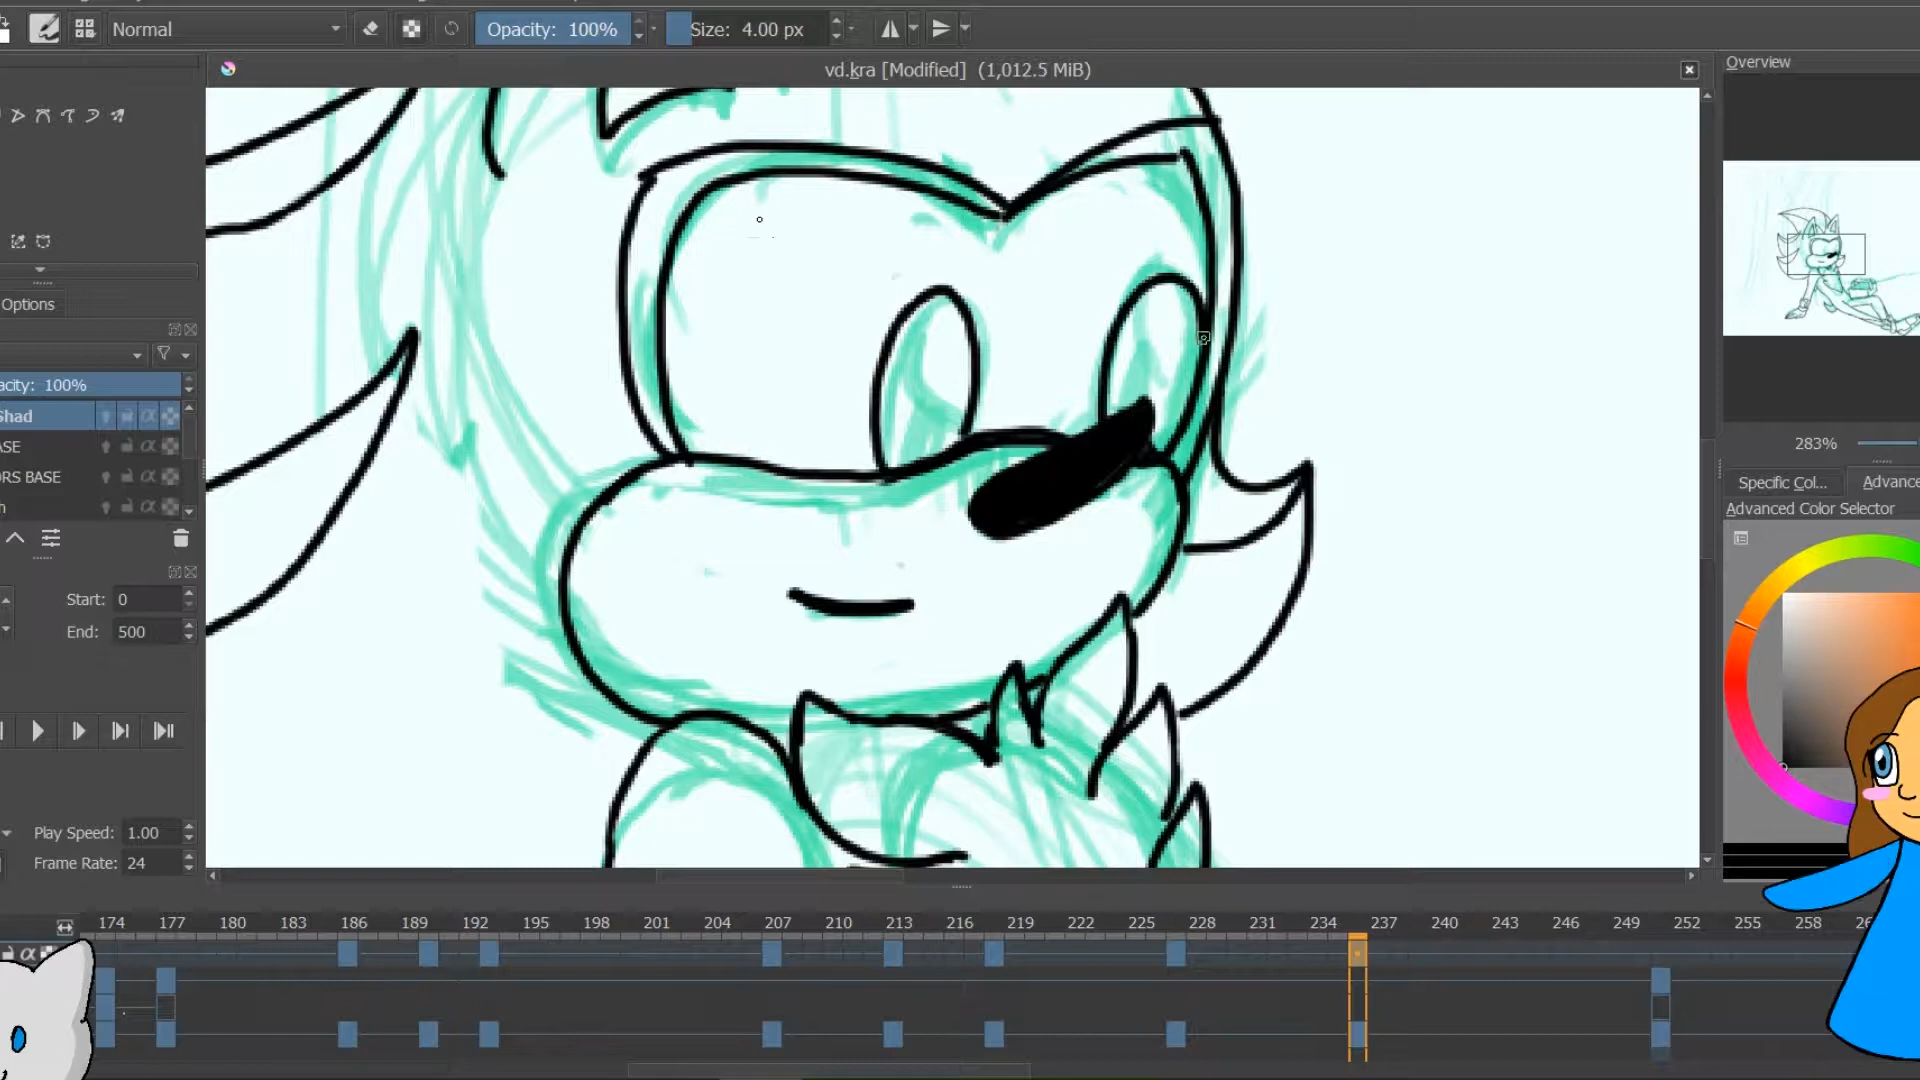 Normal
Opacity: 100%
Size: 4.00 px
vd.kra [Modified] (1,012.5 MiB)
Overview
Options
acity: 100%
Shad
ASE
ORS BASE
h
283%
Specific Col...
Advance
Advanced Color Selector
Start: 0
End: 500
Play Speed: 1.00
Frame Rate: 24
174 177 180 183 186 189 192 195 198 201 204 207 210 213 216 219 222 225 228 231 234 237 240 243 246 249 252 255 258 26